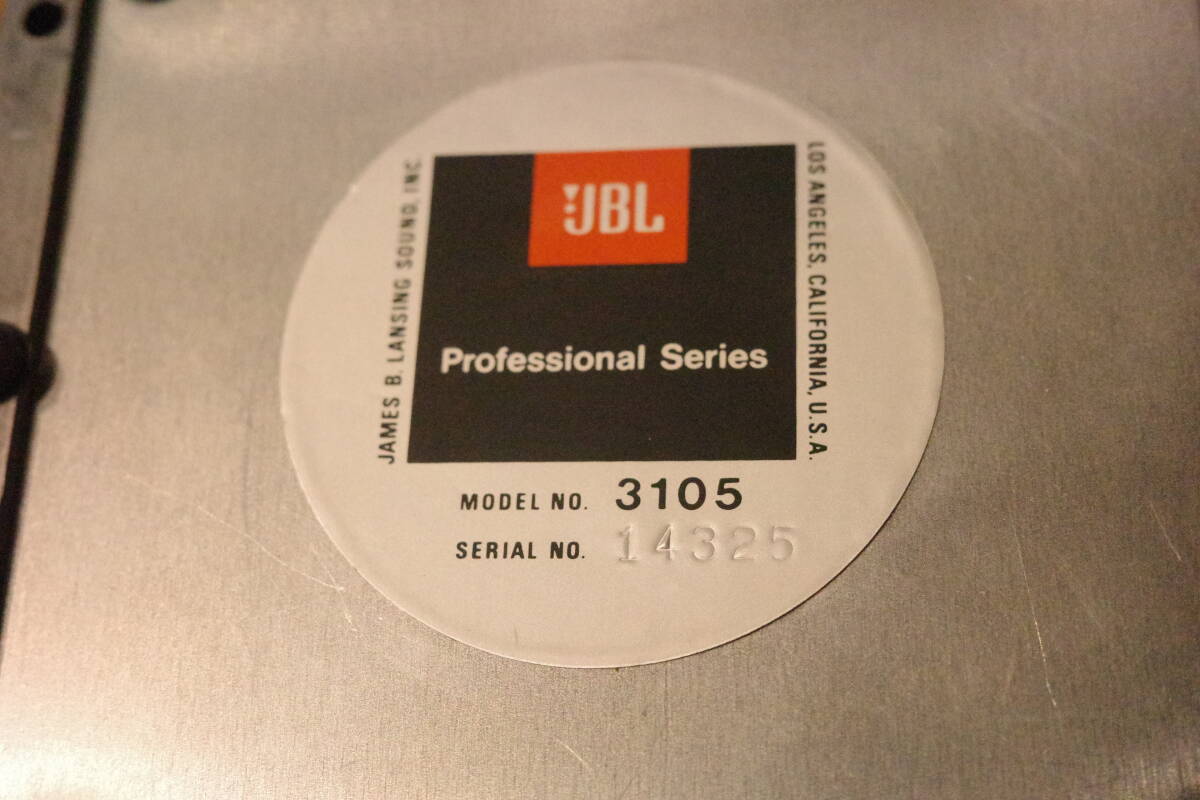 JBL
JAMES B. LANSING SOUND, INC.
LOS ANGELES, CALIFORNIA, U.S.A.
Professional Series
MODEL NO. 3105
SERIAL NO. 14325